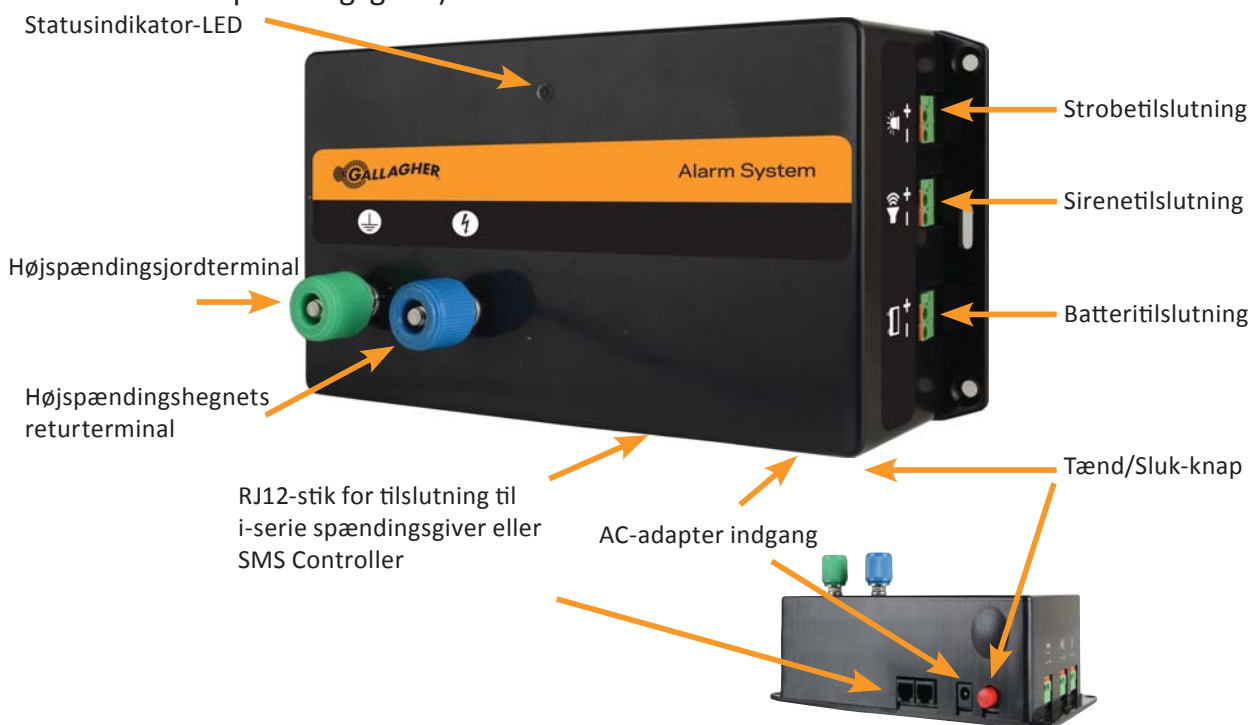 Statusindikator-LED
Strobetilslutning
GALLAGHER
Alarm System
Sirenetilslutning
Højspændingsjordterminal
Batteritilslutning
Højspændingshegnets
returterminal
Tænd/Sluk-knap
RJ12-stik for tilslutning til
i-serie spændingsgiver eller
SMS Controller
AC-adapter indgang